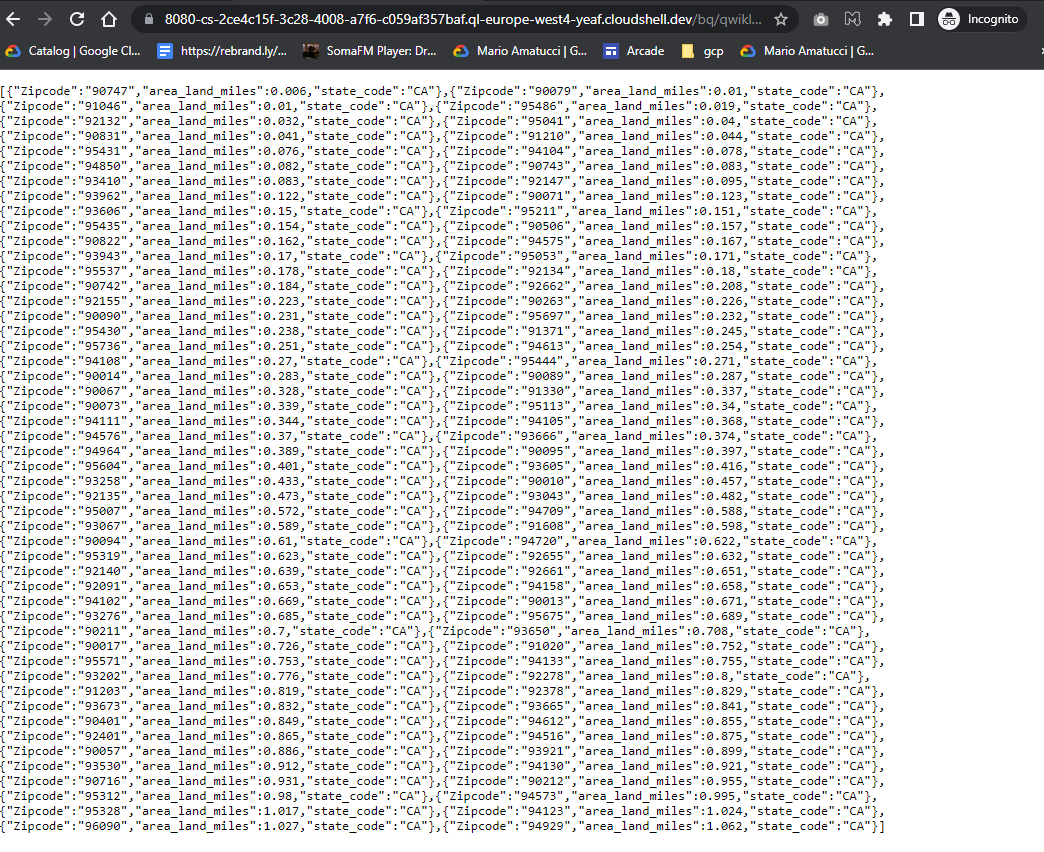 8080-cs-2ce4c15f-3c28-4008-a7f6-c059af357baf.ql-europe-west4-yeaf.cloudshell.dev/bq/qwikl... Incognito
Catalog | Google Cl... https://rebrand.ly/... SomaFM Player: Dr... Mario Amatucci | G... Arcade gcp Mario Amatucci | G...
[{"Zipcode":"90747","area_land_miles":0.006,"state_code":"CA"},{"Zipcode":"90079","area_land_miles":0.01,"state_code":"CA"},
{"Zipcode":"91046","area_land_miles":0.01,"state_code":"CA"},{"Zipcode":"95486","area_land_miles":0.019,"state_code":"CA"},
{"Zipcode":"92132","area_land_miles":0.032,"state_code":"CA"},{"Zipcode":"95041","area_land_miles":0.04,"state_code":"CA"},
{"Zipcode":"90831","area_land_miles":0.041,"state_code":"CA"},{"Zipcode":"91210","area_land_miles":0.044,"state_code":"CA"},
{"Zipcode":"95431","area_land_miles":0.076,"state_code":"CA"},{"Zipcode":"94104","area_land_miles":0.078,"state_code":"CA"},
{"Zipcode":"94850","area_land_miles":0.082,"state_code":"CA"},{"Zipcode":"90743","area_land_miles":0.083,"state_code":"CA"},
{"Zipcode":"93410","area_land_miles":0.083,"state_code":"CA"},{"Zipcode":"92147","area_land_miles":0.095,"state_code":"CA"},
{"Zipcode":"93962","area_land_miles":0.122,"state_code":"CA"},{"Zipcode":"90071","area_land_miles":0.123,"state_code":"CA"},
{"Zipcode":"93606","area_land_miles":0.15,"state_code":"CA"},{"Zipcode":"95211","area_land_miles":0.151,"state_code":"CA"},
{"Zipcode":"95435","area_land_miles":0.154,"state_code":"CA"},{"Zipcode":"90506","area_land_miles":0.157,"state_code":"CA"},
{"Zipcode":"90822","area_land_miles":0.162,"state_code":"CA"},{"Zipcode":"94575","area_land_miles":0.167,"state_code":"CA"},
{"Zipcode":"93943","area_land_miles":0.17,"state_code":"CA"},{"Zipcode":"95053","area_land_miles":0.171,"state_code":"CA"},
{"Zipcode":"95537","area_land_miles":0.178,"state_code":"CA"},{"Zipcode":"92134","area_land_miles":0.18,"state_code":"CA"},
{"Zipcode":"90742","area_land_miles":0.184,"state_code":"CA"},{"Zipcode":"92662","area_land_miles":0.208,"state_code":"CA"},
{"Zipcode":"92155","area_land_miles":0.223,"state_code":"CA"},{"Zipcode":"90263","area_land_miles":0.226,"state_code":"CA"},
{"Zipcode":"90090","area_land_miles":0.231,"state_code":"CA"},{"Zipcode":"95697","area_land_miles":0.232,"state_code":"CA"},
{"Zipcode":"95430","area_land_miles":0.238,"state_code":"CA"},{"Zipcode":"91371","area_land_miles":0.245,"state_code":"CA"},
{"Zipcode":"95736","area_land_miles":0.251,"state_code":"CA"},{"Zipcode":"94613","area_land_miles":0.254,"state_code":"CA"},
{"Zipcode":"94108","area_land_miles":0.27,"state_code":"CA"},{"Zipcode":"95444","area_land_miles":0.271,"state_code":"CA"},
{"Zipcode":"90014","area_land_miles":0.283,"state_code":"CA"},{"Zipcode":"90089","area_land_miles":0.287,"state_code":"CA"},
{"Zipcode":"90067","area_land_miles":0.328,"state_code":"CA"},{"Zipcode":"91330","area_land_miles":0.337,"state_code":"CA"},
{"Zipcode":"90073","area_land_miles":0.339,"state_code":"CA"},{"Zipcode":"95113","area_land_miles":0.34,"state_code":"CA"},
{"Zipcode":"94111","area_land_miles":0.344,"state_code":"CA"},{"Zipcode":"94105","area_land_miles":0.368,"state_code":"CA"},
{"Zipcode":"94576","area_land_miles":0.37,"state_code":"CA"},{"Zipcode":"93666","area_land_miles":0.374,"state_code":"CA"},
{"Zipcode":"94964","area_land_miles":0.389,"state_code":"CA"},{"Zipcode":"90095","area_land_miles":0.397,"state_code":"CA"},
{"Zipcode":"95604","area_land_miles":0.401,"state_code":"CA"},{"Zipcode":"93605","area_land_miles":0.416,"state_code":"CA"},
{"Zipcode":"93258","area_land_miles":0.433,"state_code":"CA"},{"Zipcode":"90010","area_land_miles":0.457,"state_code":"CA"},
{"Zipcode":"92135","area_land_miles":0.473,"state_code":"CA"},{"Zipcode":"93043","area_land_miles":0.482,"state_code":"CA"},
{"Zipcode":"95007","area_land_miles":0.572,"state_code":"CA"},{"Zipcode":"94709","area_land_miles":0.588,"state_code":"CA"},
{"Zipcode":"93067","area_land_miles":0.589,"state_code":"CA"},{"Zipcode":"91608","area_land_miles":0.598,"state_code":"CA"},
{"Zipcode":"90094","area_land_miles":0.61,"state_code":"CA"},{"Zipcode":"94720","area_land_miles":0.622,"state_code":"CA"},
{"Zipcode":"95319","area_land_miles":0.623,"state_code":"CA"},{"Zipcode":"92655","area_land_miles":0.632,"state_code":"CA"},
{"Zipcode":"92140","area_land_miles":0.639,"state_code":"CA"},{"Zipcode":"92661","area_land_miles":0.651,"state_code":"CA"},
{"Zipcode":"92091","area_land_miles":0.653,"state_code":"CA"},{"Zipcode":"94158","area_land_miles":0.658,"state_code":"CA"},
{"Zipcode":"94102","area_land_miles":0.669,"state_code":"CA"},{"Zipcode":"90013","area_land_miles":0.671,"state_code":"CA"},
{"Zipcode":"93276","area_land_miles":0.685,"state_code":"CA"},{"Zipcode":"95675","area_land_miles":0.689,"state_code":"CA"},
{"Zipcode":"90211","area_land_miles":0.7,"state_code":"CA"},{"Zipcode":"93650","area_land_miles":0.708,"state_code":"CA"},
{"Zipcode":"90017","area_land_miles":0.726,"state_code":"CA"},{"Zipcode":"91020","area_land_miles":0.752,"state_code":"CA"},
{"Zipcode":"95571","area_land_miles":0.753,"state_code":"CA"},{"Zipcode":"94133","area_land_miles":0.755,"state_code":"CA"},
{"Zipcode":"93202","area_land_miles":0.776,"state_code":"CA"},{"Zipcode":"92278","area_land_miles":0.8,"state_code":"CA"},
{"Zipcode":"91203","area_land_miles":0.819,"state_code":"CA"},{"Zipcode":"92378","area_land_miles":0.829,"state_code":"CA"},
{"Zipcode":"93673","area_land_miles":0.832,"state_code":"CA"},{"Zipcode":"93665","area_land_miles":0.841,"state_code":"CA"},
{"Zipcode":"90401","area_land_miles":0.849,"state_code":"CA"},{"Zipcode":"94612","area_land_miles":0.855,"state_code":"CA"},
{"Zipcode":"92401","area_land_miles":0.865,"state_code":"CA"},{"Zipcode":"94516","area_land_miles":0.875,"state_code":"CA"},
{"Zipcode":"90057","area_land_miles":0.886,"state_code":"CA"},{"Zipcode":"93921","area_land_miles":0.899,"state_code":"CA"},
{"Zipcode":"93530","area_land_miles":0.912,"state_code":"CA"},{"Zipcode":"94130","area_land_miles":0.921,"state_code":"CA"},
{"Zipcode":"90716","area_land_miles":0.931,"state_code":"CA"},{"Zipcode":"90212","area_land_miles":0.955,"state_code":"CA"},
{"Zipcode":"95312","area_land_miles":0.98,"state_code":"CA"},{"Zipcode":"94573","area_land_miles":0.995,"state_code":"CA"},
{"Zipcode":"95328","area_land_miles":1.017,"state_code":"CA"},{"Zipcode":"94123","area_land_miles":1.024,"state_code":"CA"},
{"Zipcode":"96090","area_land_miles":1.027,"state_code":"CA"},{"Zipcode":"94929","area_land_miles":1.062,"state_code":"CA"}]